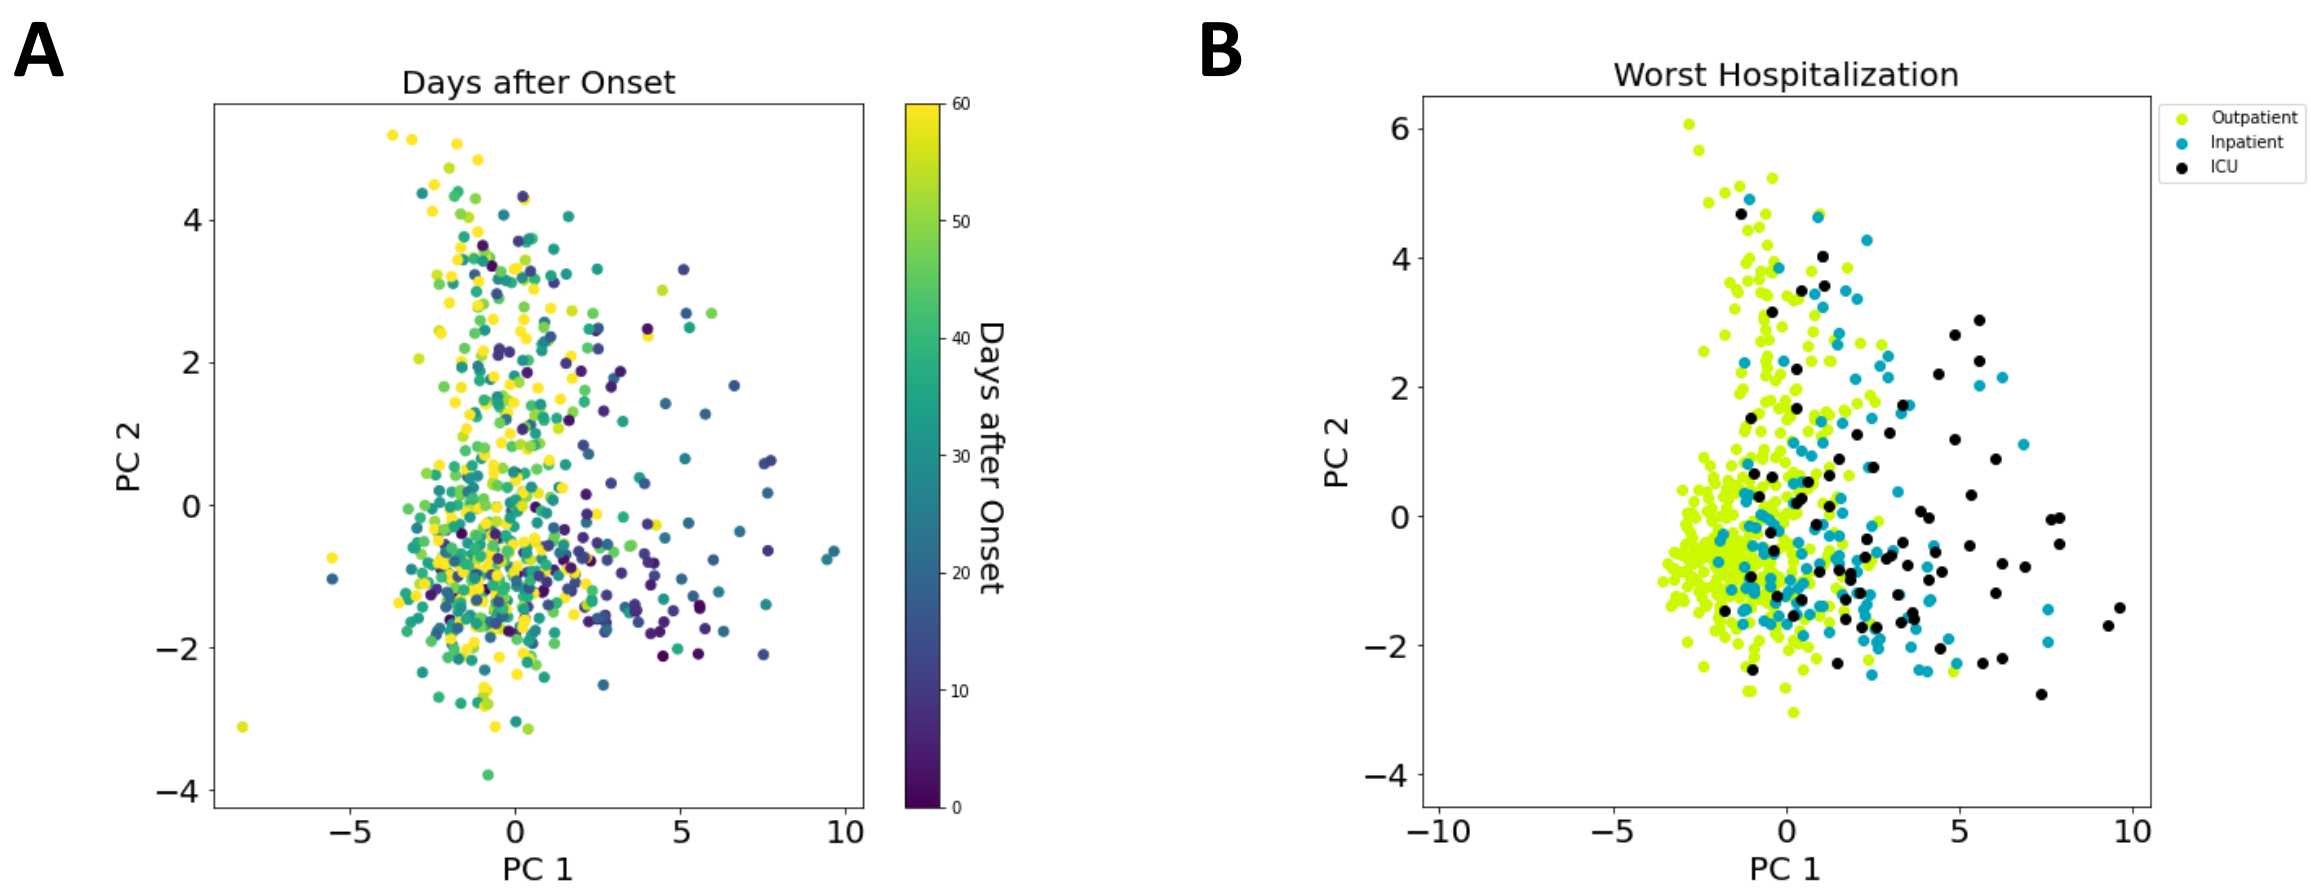 A
Days after Onset
4
2
0
−2
−4
PC 2
−5
0
5
10
PC 1
60
50
40
30
20
10
0
Days after Onset
B
Worst Hospitalization
6
4
2
0
−2
−4
PC 2
−10
−5
0
5
10
PC 1
Outpatient
Inpatient
ICU